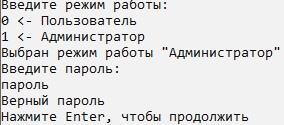 Введите режим работы:
0 <- Пользователь
1 <- Администратор
Выбран режим работы "Администратор"
Введите пароль:
пароль
Верный пароль
Нажмите Enter, чтобы продолжить